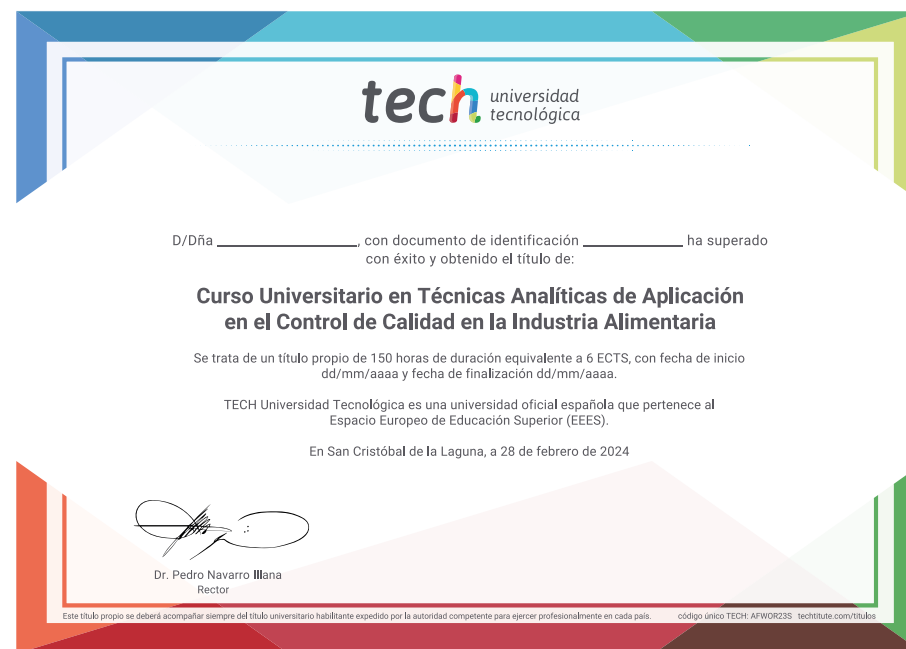 tech universidad
tecnológica
D/Dña ____________________, con documento de identificación ______________ ha superado
con éxito y obtenido el título de:
Curso Universitario en Técnicas Analíticas de Aplicación
en el Control de Calidad en la Industria Alimentaria
Se trata de un título propio de 150 horas de duración equivalente a 6 ECTS, con fecha de inicio
dd/mm/aaaa y fecha de finalización dd/mm/aaaa.
TECH Universidad Tecnológica es una universidad oficial española que pertenece al
Espacio Europeo de Educación Superior (EEES).
En San Cristóbal de la Laguna, a 28 de febrero de 2024
Dr. Pedro Navarro Illana
Rector
Este título propio se deberá acompañar siempre del título universitario habilitante expedido por la autoridad competente para ejercer profesionalmente en cada país. código único TECH: AFWOR23S techtitute.com/titulos